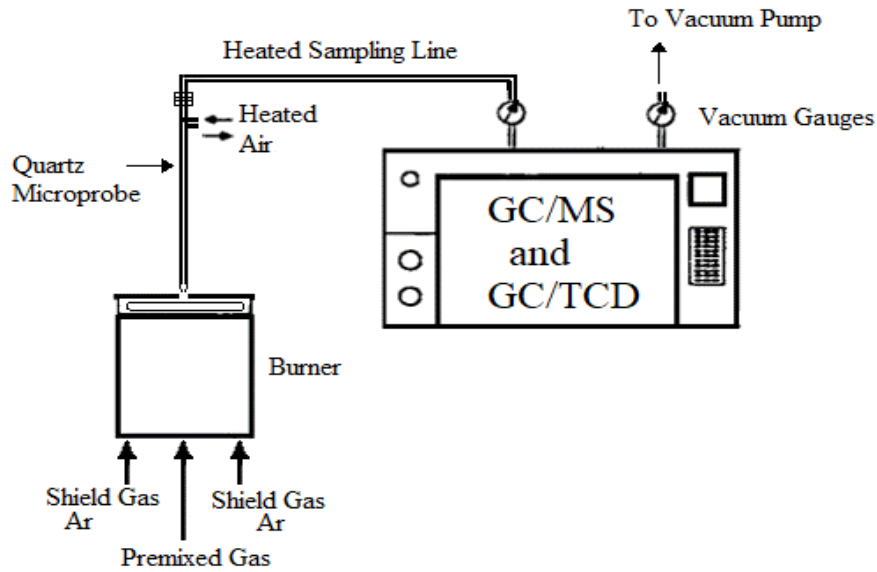 To Vacuum Pump
Heated Sampling Line
Heated
Air
Vacuum Gauges
Quartz
Microprobe
GC/MS
and
GC/TCD
Burner
Shield Gas
Ar
Shield Gas
Ar
Premixed Gas